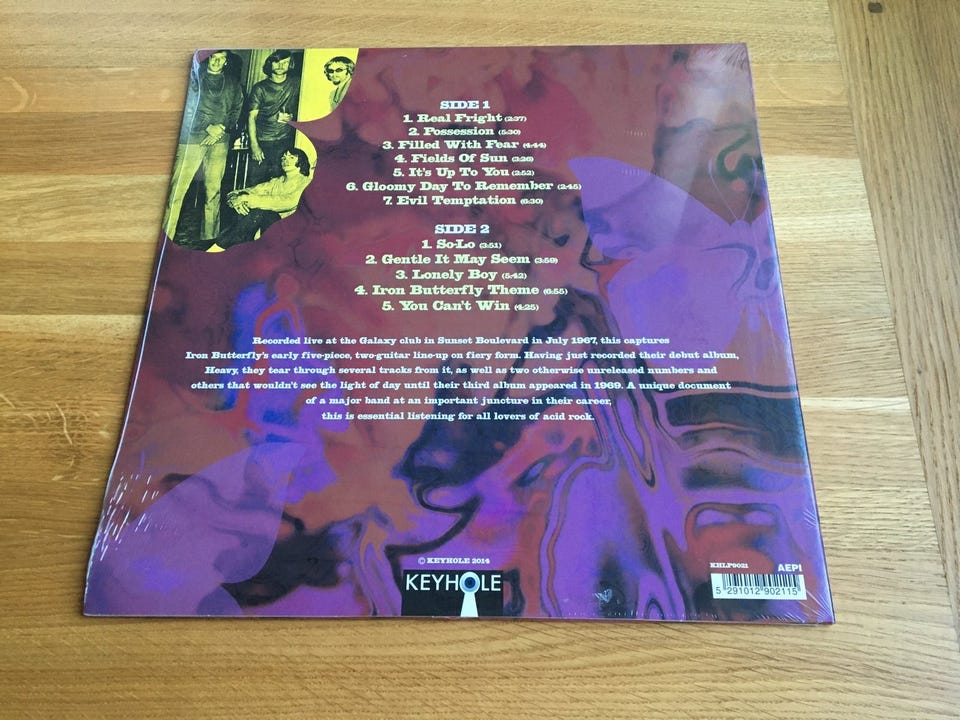 SIDE 1
1. Real Fright (2:37)
2. Possession (5:30)
3. Filled With Fear (4:44)
4. Fields Of Sun (3:26)
5. It's Up To You (2:52)
6. Gloomy Day To Remember (2:45)
7. Evil Temptation (6:30)
SIDE 2
1. So-Lo (3:51)
2. Gentle It May Seem (3:59)
3. Lonely Boy (5:42)
4. Iron Butterfly Theme (6:55)
5. You Can't Win (4:25)
Recorded live at the Galaxy club in Sunset Boulevard in July 1967, this captures
Iron Butterfly's early five-piece, two-guitar line-up on fiery form. Having just recorded their debut album,
Heavy, they tear through several tracks from it, as well as two otherwise unreleased numbers and
others that wouldn't see the light of day until their third album appeared in 1969. A unique document
of a major band at an important juncture in their career,
this is essential listening for all lovers of acid rock.
© KEYHOLE 2014
KEYHOLE
KHLP9021 AEPI
5 291012 902115